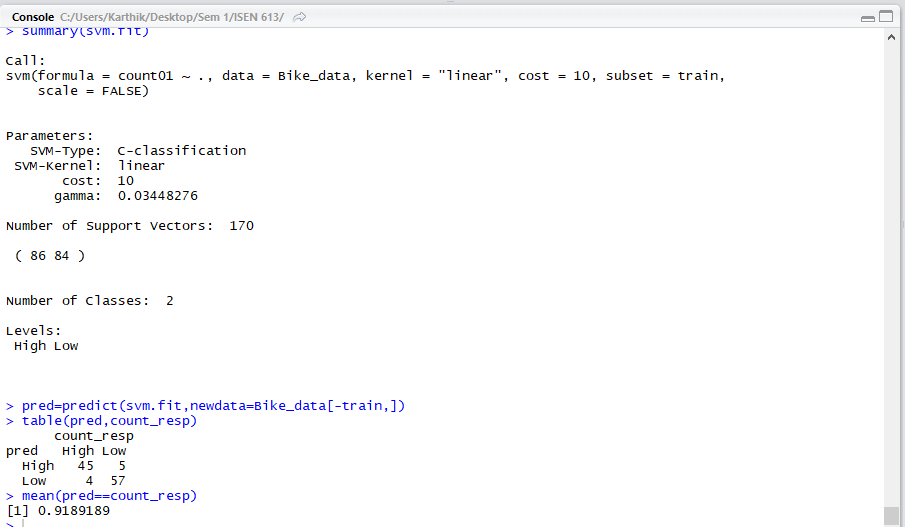 Console C:/Users/Karthik/Desktop/Sem 1/ISEN 613/
> summary(svm.fit)
Call:
svm(formula = count01 ~ ., data = Bike_data, kernel = "linear", cost = 10, subset = train,
    scale = FALSE)
Parameters:
   SVM-Type:  C-classification
 SVM-Kernel:  linear
       cost:  10
      gamma:  0.03448276
Number of Support Vectors:  170
 ( 86 84 )
Number of Classes:  2
Levels:
 High Low
> pred=predict(svm.fit,newdata=Bike_data[-train,])
> table(pred,count_resp)
      count_resp
pred   High Low
  High   45   5
  Low     4  57
> mean(pred==count_resp)
[1] 0.9189189
>